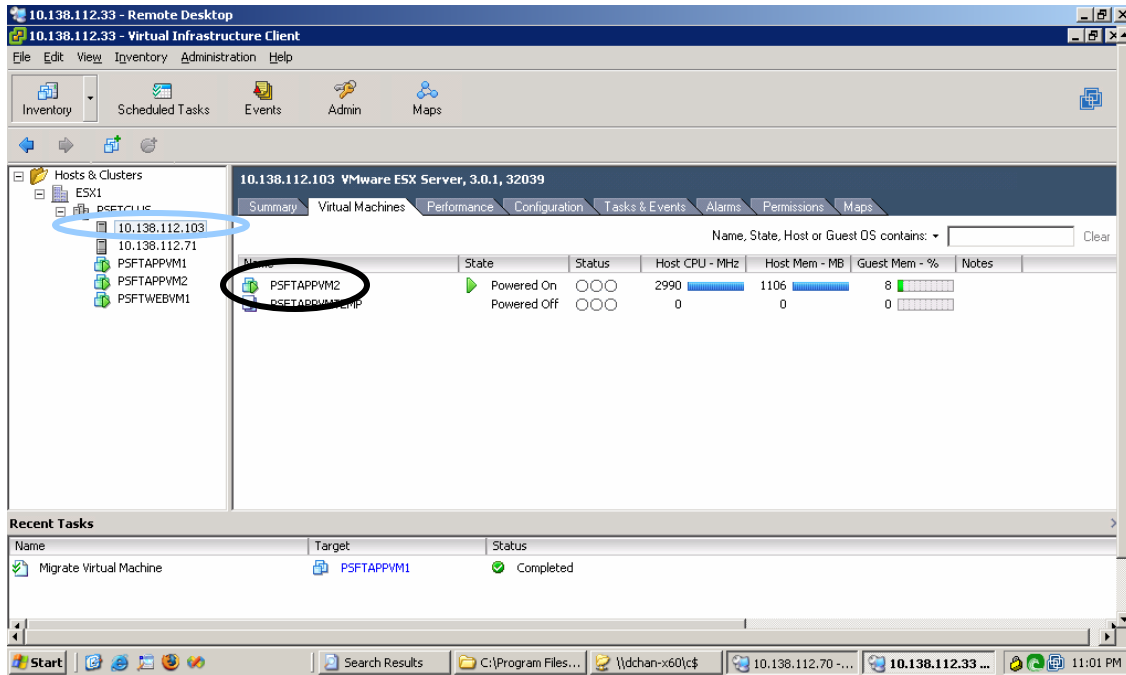 10.138.112.33 - Remote Desktop
10.138.112.33 - Virtual Infrastructure Client
File Edit View Inventory Administration Help
Inventory Scheduled Tasks Events Admin Maps
Hosts & Clusters
ESX1
PSFTCLUS
10.138.112.103
10.138.112.71
PSFTAPPVM1
PSFTAPPVM2
PSFTWEBVM1
10.138.112.103 VMware ESX Server, 3.0.1, 32039
Summary Virtual Machines Performance Configuration Tasks & Events Alarms Permissions Maps
Name, State, Host or Guest OS contains: Clear
Name State Status Host CPU - MHz Host Mem - MB Guest Mem - % Notes
PSFTAPPVM2 Powered On 2990 1106 8
PSFTAPPVMTEMP Powered Off 0 0 0
Recent Tasks
Name Target Status
Migrate Virtual Machine PSFTAPPVM1 Completed
Start Search Results C:\Program Files... \\dchan-x60\c$ 10.138.112.70 -... 10.138.112.33 ... 11:01 PM